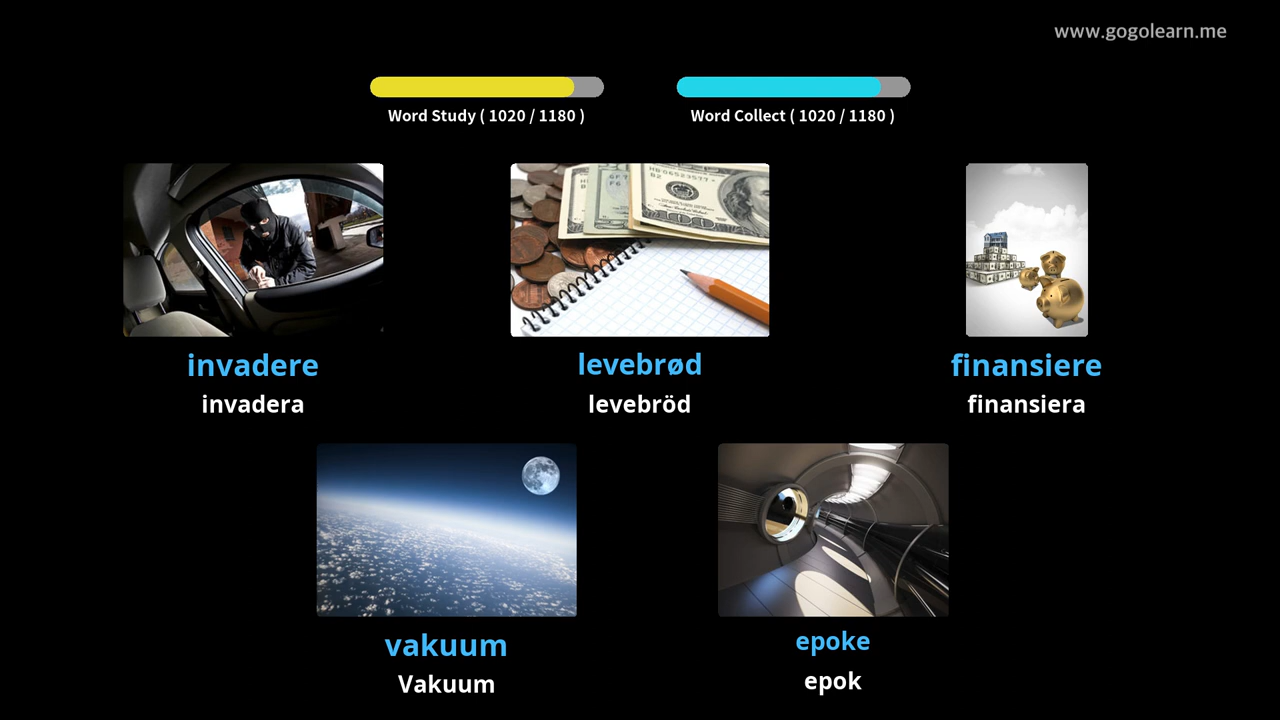 www.gogolearn.me
Word Study ( 1020 / 1180 )
Word Collect ( 1020 / 1180 )
invadere
invadera
levebrød
levebröd
finansiere
finansiera
vakuum
Vakuum
epoke
epok